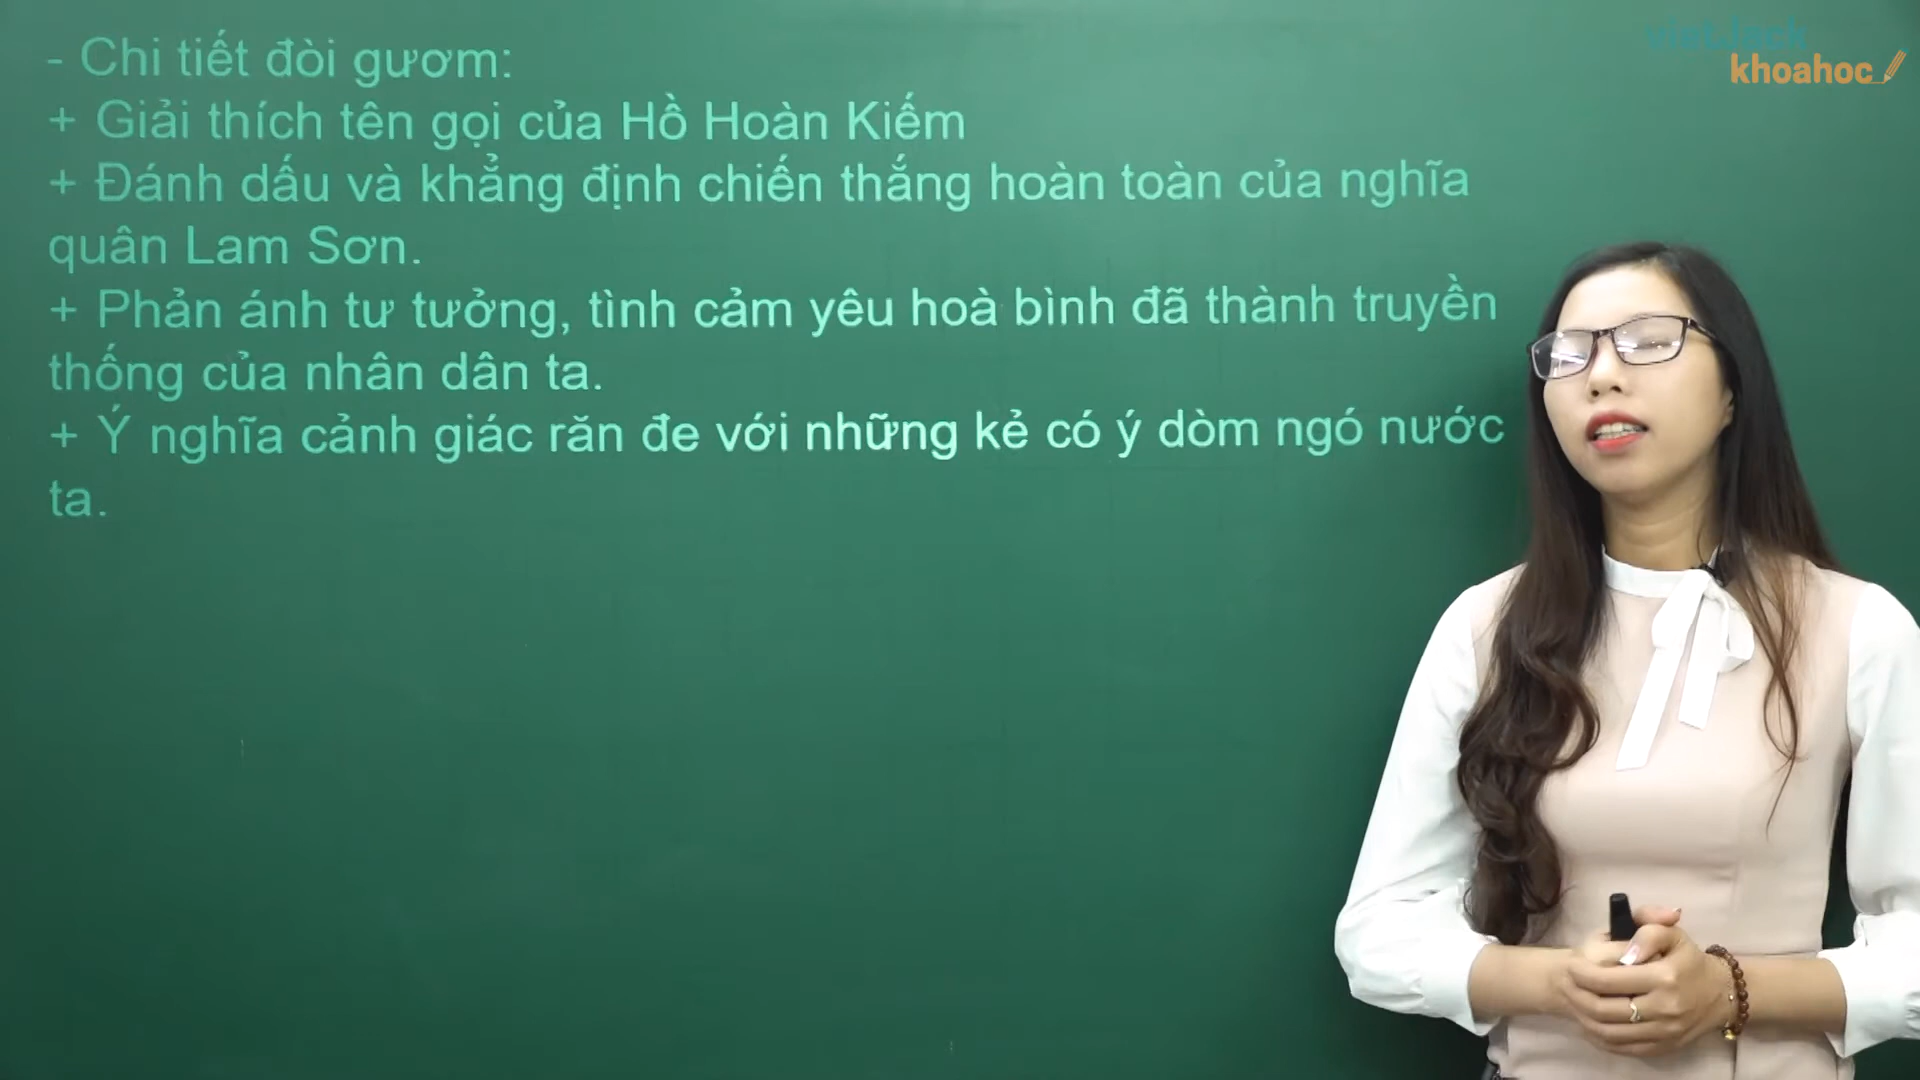 vietJack
khoahoc
- Chi tiết đòi gươm:
+ Giải thích tên gọi của Hồ Hoàn Kiếm
+ Đánh dấu và khẳng định chiến thắng hoàn toàn của nghĩa
quân Lam Sơn.
+ Phản ánh tư tưởng, tình cảm yêu hoà bình đã thành truyền
thống của nhân dân ta.
+ Ý nghĩa cảnh giác răn đe với những kẻ có ý dòm ngó nước
ta.